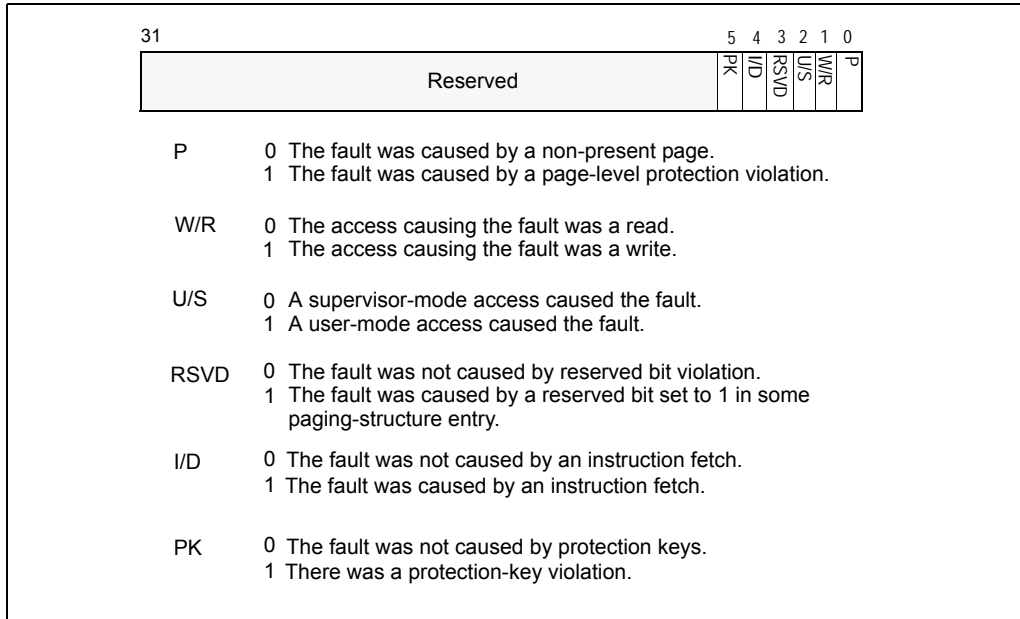 31 5 4 3 2 1 0
Reserved PK I/D RSVD U/S W/R P
P 0 The fault was caused by a non-present page.
1 The fault was caused by a page-level protection violation.
W/R 0 The access causing the fault was a read.
1 The access causing the fault was a write.
U/S 0 A supervisor-mode access caused the fault.
1 A user-mode access caused the fault.
RSVD 0 The fault was not caused by reserved bit violation.
1 The fault was caused by a reserved bit set to 1 in some
paging-structure entry.
I/D 0 The fault was not caused by an instruction fetch.
1 The fault was caused by an instruction fetch.
PK 0 The fault was not caused by protection keys.
1 There was a protection-key violation.